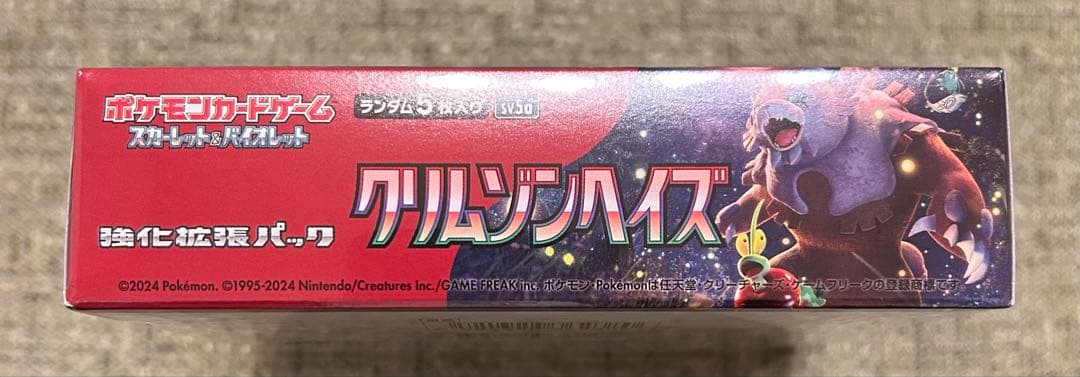 ポケモンカードゲーム
スカーレット&バイオレット
ランダム5枚入り
sv5a
クリムゾンヘイズ
強化拡張パック
©2024 Pokémon. ©1995-2024 Nintendo/Creatures Inc./GAME FREAK inc. ポケモン・Pokémonは任天堂・クリーチャーズ・ゲームフリークの登録商標です